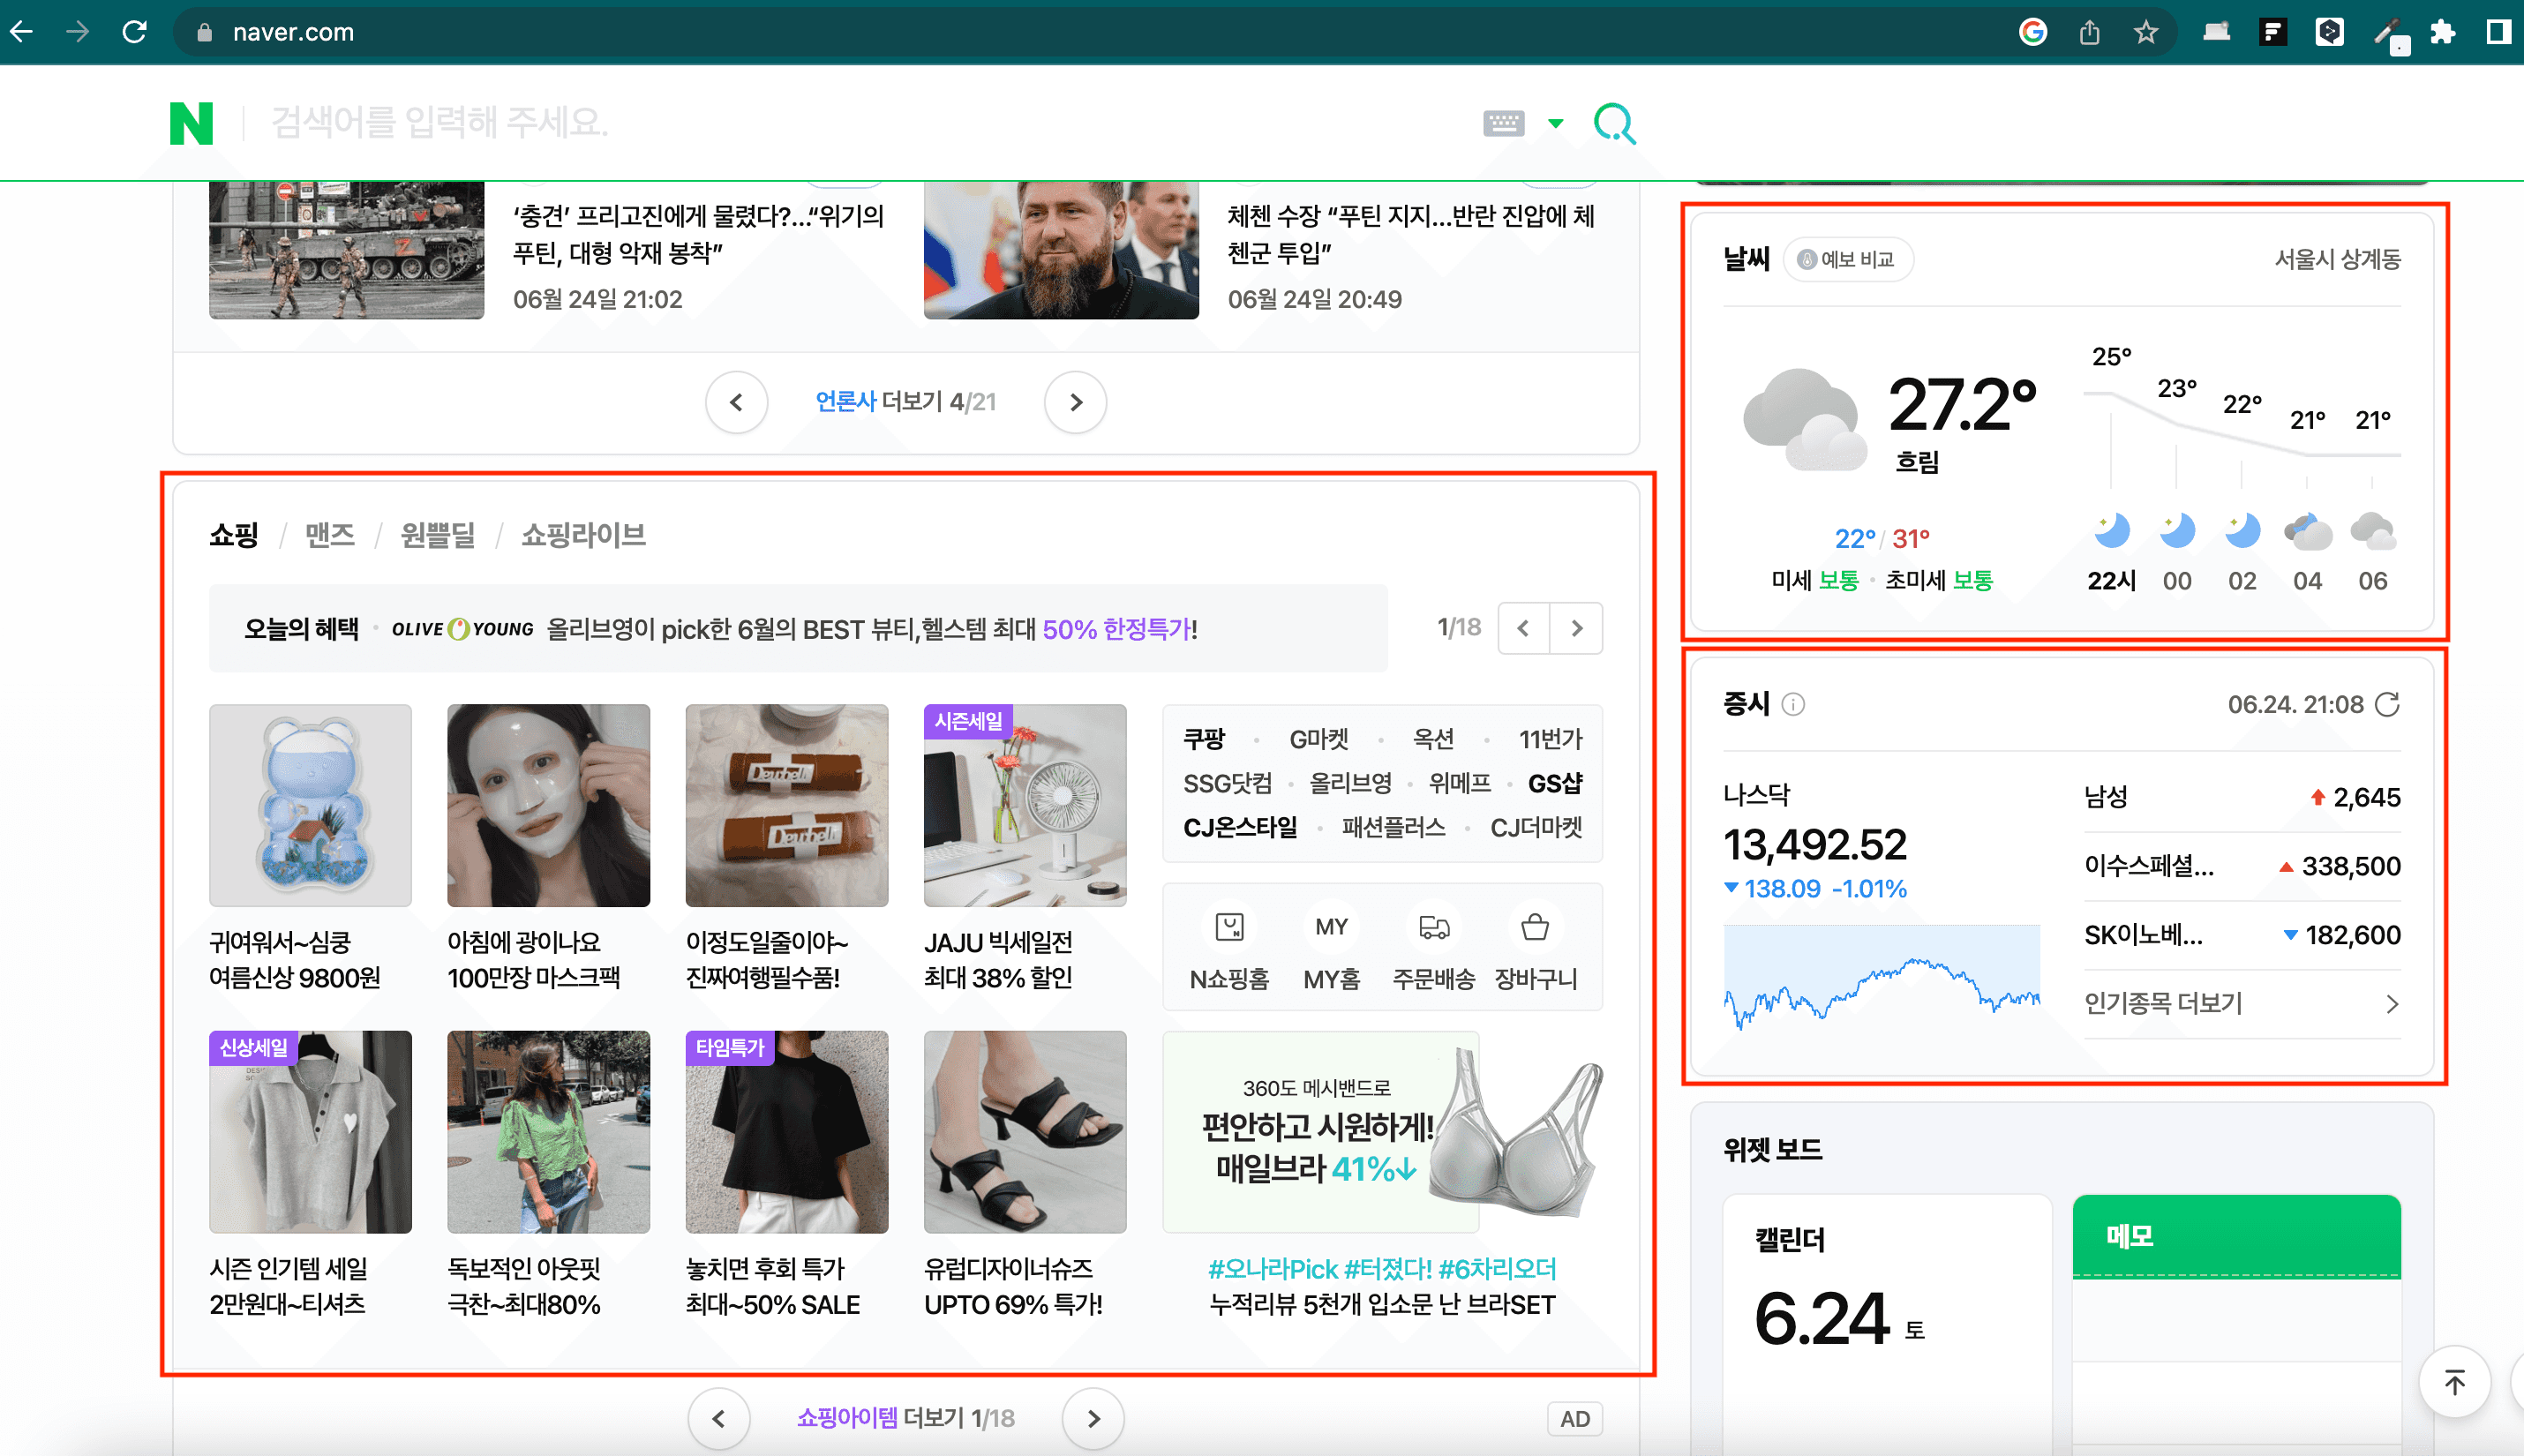 naver.com
N
검색어를 입력해 주세요.
‘충견’ 프리고진에게 물렸다?…“위기의
푸틴, 대형 악재 봉착”
06월 24일 21:02
체첸 수장 “푸틴 지지…반란 진압에 체
첸군 투입”
06월 24일 20:49
언론사 더보기 4/21
쇼핑 / 맨즈 / 원쁠딜 / 쇼핑라이브
오늘의 혜택 · OLIVE YOUNG 올리브영이 pick한 6월의 BEST 뷰티,헬스템 최대 50% 한정특가!
1/18
귀여워서~심쿵
여름신상 9800원
아침에 광이나요
100만장 마스크팩
Dewbell
Dewbell
이정도일줄이야~
진짜여행필수품!
시즌세일
JAJU 빅세일전
최대 38% 할인
쿠팡 · G마켓 · 옥션 · 11번가
SSG닷컴 · 올리브영 · 위메프 · GS샵
CJ온스타일 · 패션플러스 · CJ더마켓
MY
N쇼핑홈 MY홈 주문배송 장바구니
신상세일
시즌 인기템 세일
2만원대~티셔츠
독보적인 아웃핏
극찬~최대80%
타임특가
놓치면 후회 특가
최대~50% SALE
유럽디자이너슈즈
UPTO 69% 특가!
360도 메시밴드로
편안하고 시원하게!
매일브라 41%↓
#오나라Pick #터졌다! #6차리오더
누적리뷰 5천개 입소문 난 브라SET
쇼핑아이템 더보기 1/18
AD
날씨 예보 비교
서울시 상계동
27.2°
흐림
22° / 31°
미세 보통 · 초미세 보통
25° 23° 22° 21° 21°
22시 00 02 04 06
증시
06.24. 21:08
나스닥
13,492.52
▼138.09 -1.01%
남성 2,645
이수스페셜... ▲338,500
SK이노베... ▼182,600
인기종목 더보기
위젯 보드
캘린더
6.24 토
메모